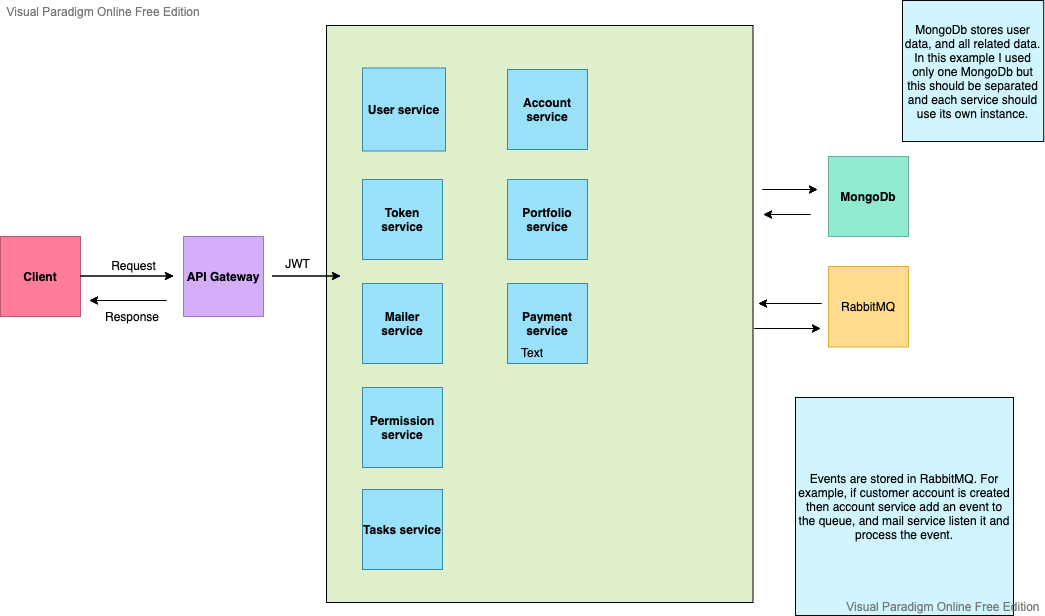 Visual Paradigm Online Free Edition
MongoDb stores user
data, and all related data.
In this example I used
only one MongoDb but
this should be separated
and each service should
use its own instance.
User service
Account
service
Token
service
Portfolio
service
MongoDb
Client
Request
Response
API Gateway
JWT
Mailer
service
Payment
service
Text
RabbitMQ
Permission
service
Tasks service
Events are stored in RabbitMQ. For
example, if customer account is created
then account service add an event to
the queue, and mail service listen it and
process the event.
Visual Paradigm Online Free Edition